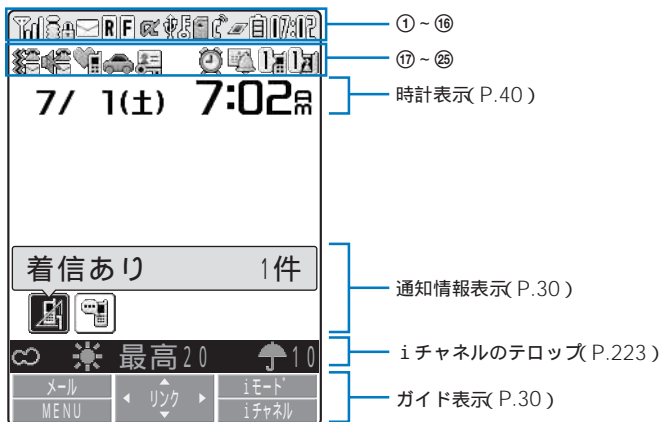 R F 17:12
①～⑯
⑰～㉕
7/ 1(土) 7:02AM
時計表示(P.40)
着信あり 1件
通知情報表示(P.30)
最高20 10
iチャネルのテロップ(P.223)
メール iモード
リンク
MENU iチャネル
ガイド表示(P.30)